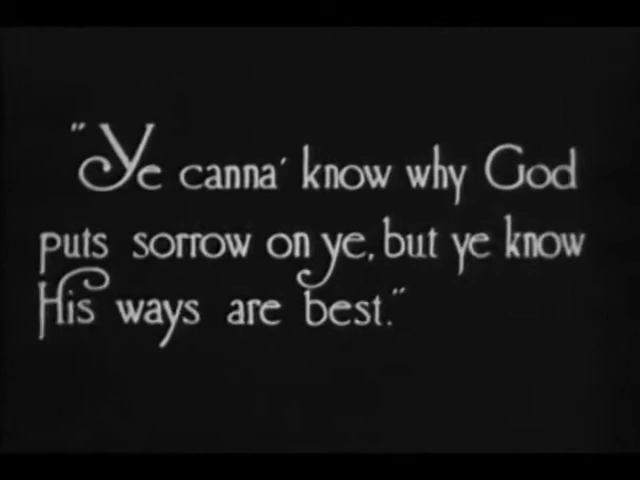 "Ye canna' know why God
puts sorrow on ye, but ye know
His ways are best."